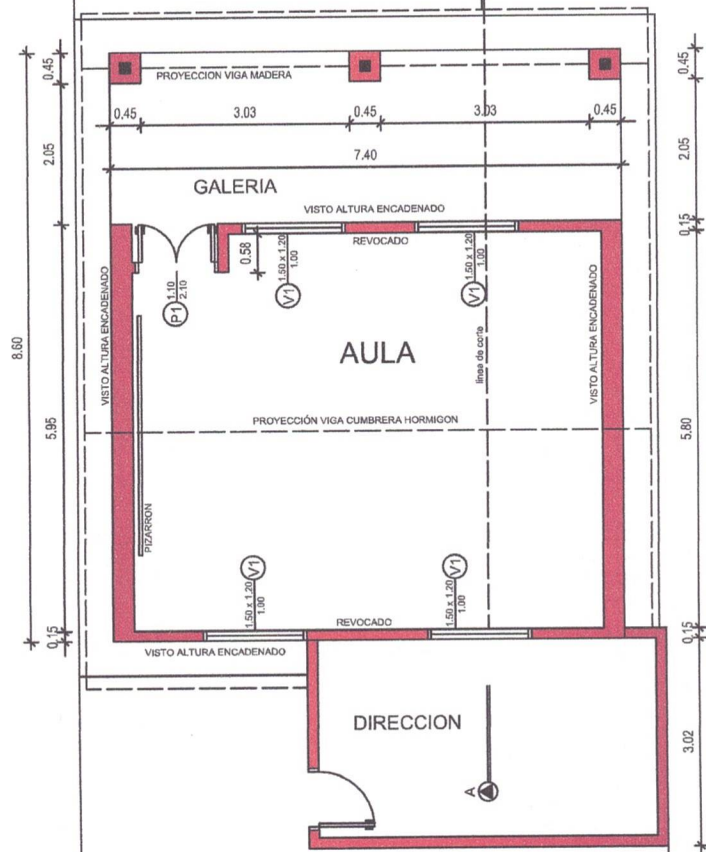 PROYECCION VIGA MADERA
0.45
3.03
0.45
3.03
0.45
7.40
GALERIA
VISTO ALTURA ENCADENADO
REVOCADO
0.58
P1
1.10
2.10
V1
1.50 x 1.20
1.00
V1
1.50 x 1.20
1.00
AULA
línea de corte
VISTO ALTURA ENCADENADO
VISTO ALTURA ENCADENADO
PROYECCIÓN VIGA CUMBRERA HORMIGON
PIZARRON
V1
1.50 x 1.20
1.00
V1
1.50 x 1.20
1.00
REVOCADO
VISTO ALTURA ENCADENADO
DIRECCION
A
8.60
0.45
2.05
5.95
0.15
0.45
2.05
0.15
5.80
0.15
3.02